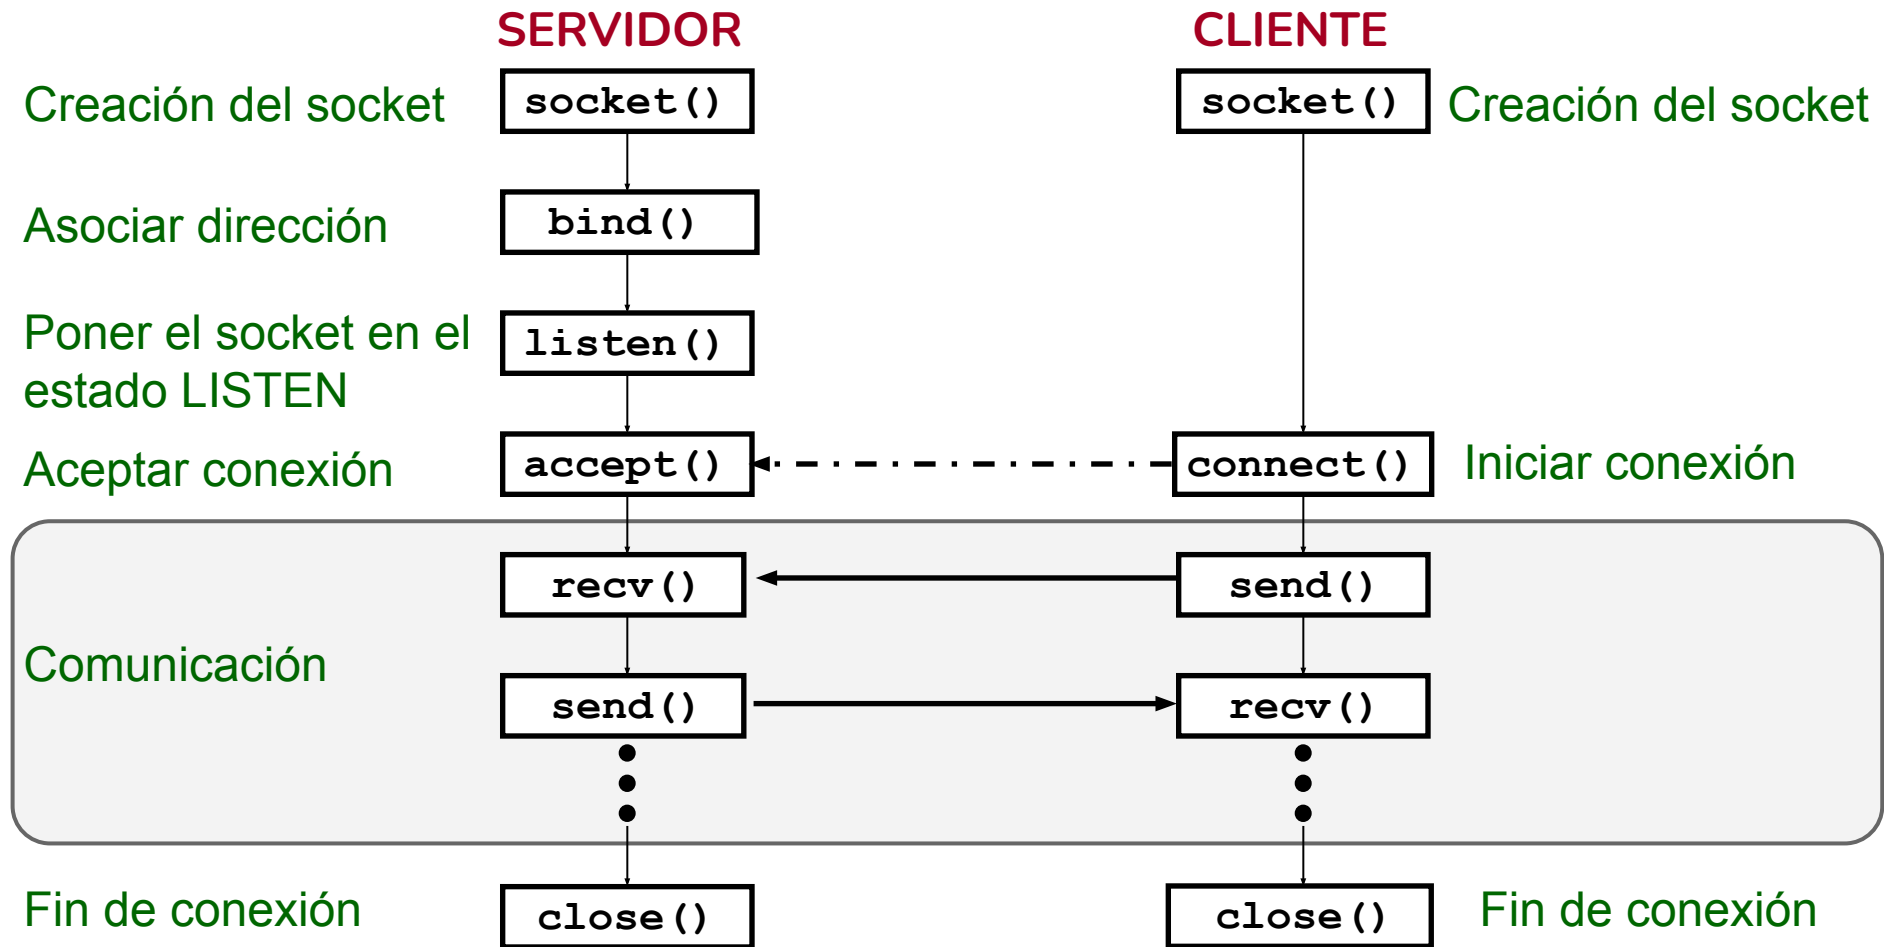 SERVIDOR CLIENTE
Creación del socket socket() socket() Creación del socket
Asociar dirección bind()
Poner el socket en el
estado LISTEN
listen()
Aceptar conexión accept() connect() Iniciar conexión
recv() send()
Comunicación
send() recv()
Fin de conexión close() close() Fin de conexión